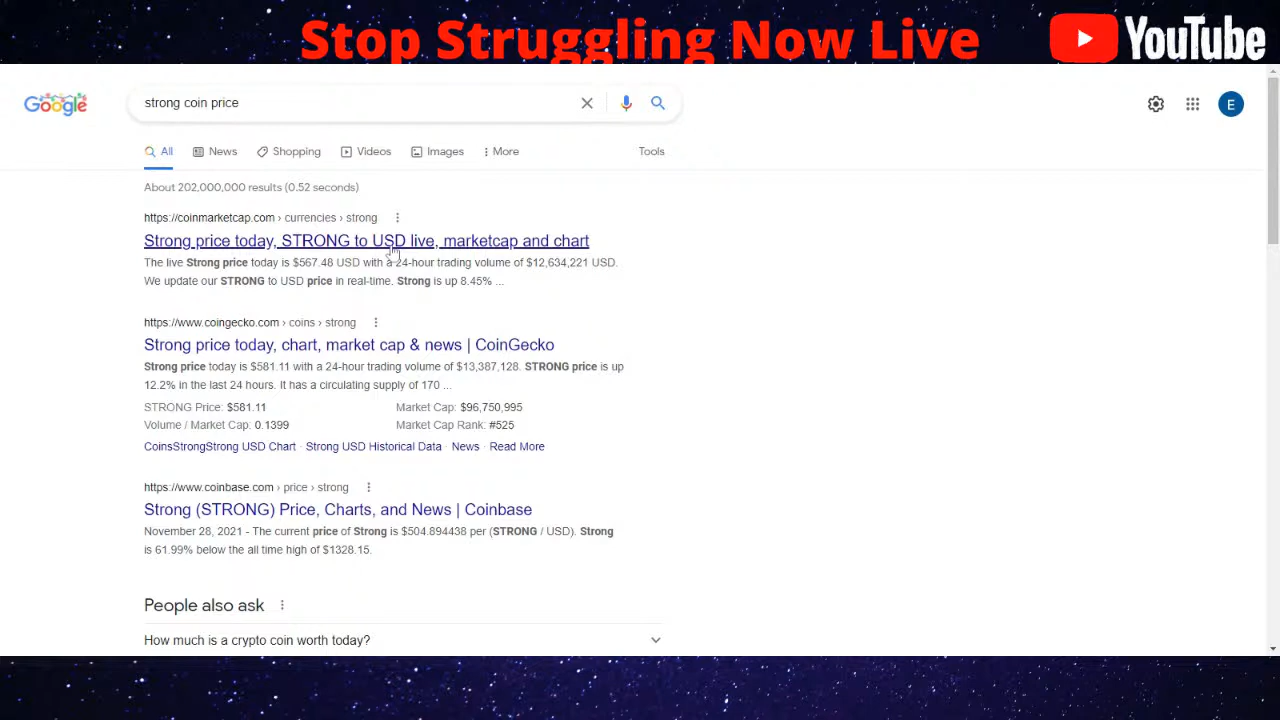 Stop Struggling Now Live
YouTube
Google
strong coin price
E
All
News
Shopping
Videos
Images
More
Tools
About 202,000,000 results (0.52 seconds)
https://coinmarketcap.com › currencies › strong
Strong price today, STRONG to USD live, marketcap and chart
The live Strong price today is $567.48 USD with a 24-hour trading volume of $12,634,221 USD.
We update our STRONG to USD price in real-time. Strong is up 8.45% ...
https://www.coingecko.com › coins › strong
Strong price today, chart, market cap & news | CoinGecko
Strong price today is $581.11 with a 24-hour trading volume of $13,387,128. STRONG price is up
12.2% in the last 24 hours. It has a circulating supply of 170 ...
STRONG Price: $581.11
Market Cap: $96,750,995
Volume / Market Cap: 0.1399
Market Cap Rank: #525
CoinsStrongStrong USD Chart · Strong USD Historical Data · News · Read More
https://www.coinbase.com › price › strong
Strong (STRONG) Price, Charts, and News | Coinbase
November 28, 2021 - The current price of Strong is $504.894438 per (STRONG / USD). Strong
is 61.99% below the all time high of $1328.15.
People also ask
How much is a crypto coin worth today?